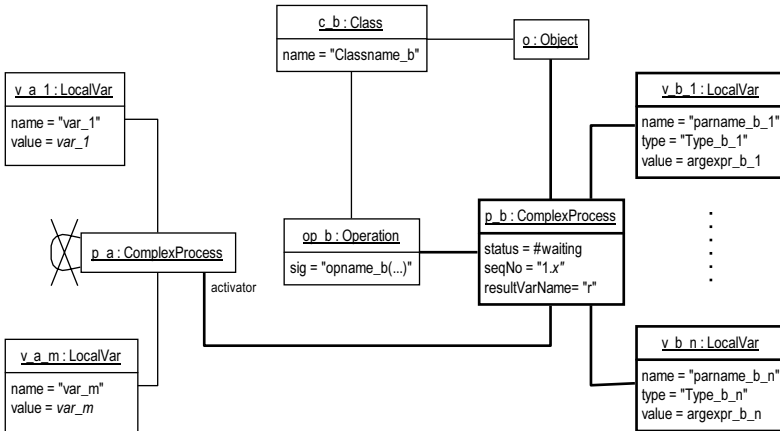 c_b : Class
name = "Classname_b"
o : Object
v_a_1 : LocalVar
name = "var_1"
value = var_1
v_b_1 : LocalVar
name = "parname_b_1"
type = "Type_b_1"
value = argexpr_b_1
p_a : ComplexProcess
activator
op_b : Operation
sig = "opname_b(...)"
p_b : ComplexProcess
status = #waiting
seqNo = "1.x"
resultVarName= "r"
v_a_m : LocalVar
name = "var_m"
value = var_m
v_b_n : LocalVar
name = "parname_b_n"
type = "Type_b_n"
value = argexpr_b_n